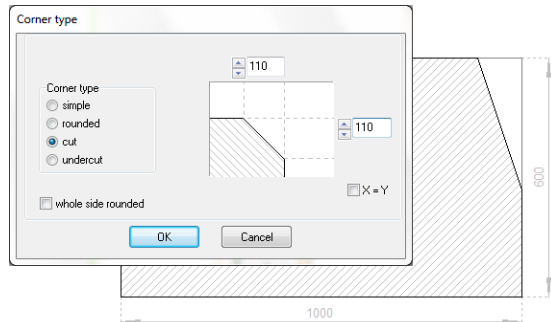 Corner type
110
Corner type
simple
rounded
cut
undercut
110
X = Y
whole side rounded
OK
Cancel
600
1000